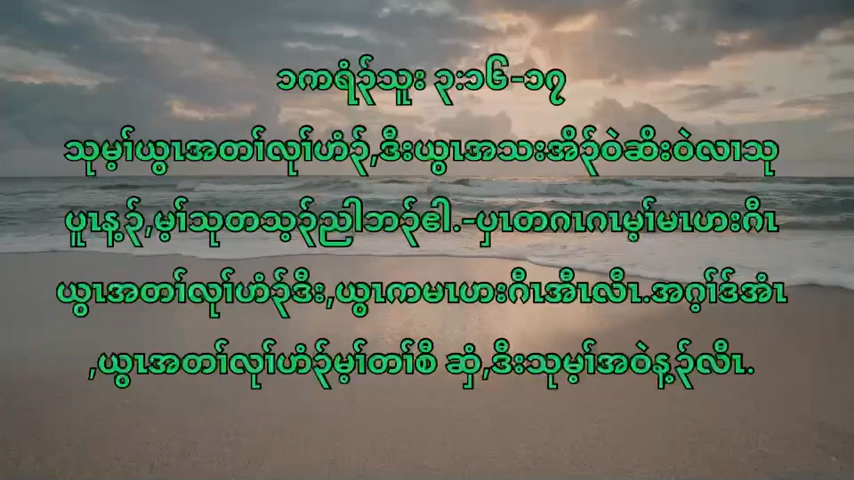 ၁ကရံၣ်သူး ၃:၁၆-၁၇
သုမ့ၢ်ယွၤအတၢ်လုၢ်ဟံၣ်,ဒီးယွၤအသးအိၣ်ဝဲဆိးဝဲလၢသု
ပူၤန့ၣ်,မ့ၢ်သုတသ့ၣ်ညါဘၣ်ဧါ.-ပှၤတဂၤဂၤမ့ၢ်မၤဟးဂီၤ
ယွၤအတၢ်လုၢ်ဟံၣ်ဒီး,ယွၤကမၤဟးဂီၤအီၤလီၤ.အဂ့ၢ်ဒ်အံၤ
,ယွၤအတၢ်လုၢ်ဟံၣ်မ့ၢ်တၢ်စီ ဆှံ,ဒီးသုမ့ၢ်အဝဲန့ၣ်လီၤ.